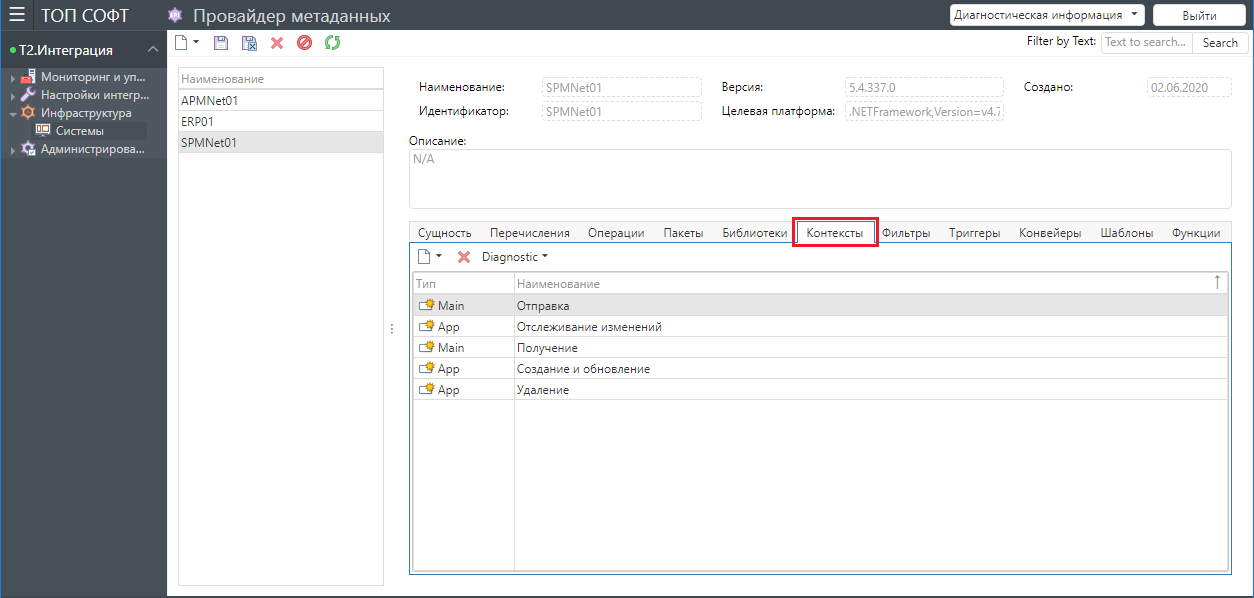 ТОП СОФТ
Провайдер метаданных
Диагностическая информация
Выйти
Т2.Интеграция
Filter by Text:
Text to search...
Search
Мониторинг и уп...
Настройки интегр...
Инфраструктура
Системы
Администрирова...
Наименование
APMNet01
ERP01
SPMNet01
Наименование: SPMNet01 Версия: 5.4.337.0 Создано: 02.06.2020
Идентификатор: SPMNet01 Целевая платформа: .NETFramework,Version=v4.7
Описание:
N/A
Сущность Перечисления Операции Пакеты Библиотеки Контексты Фильтры Триггеры Конвейеры Шаблоны Функции
Diagnostic
Тип Наименование
Main Отправка
App Отслеживание изменений
Main Получение
App Создание и обновление
App Удаление